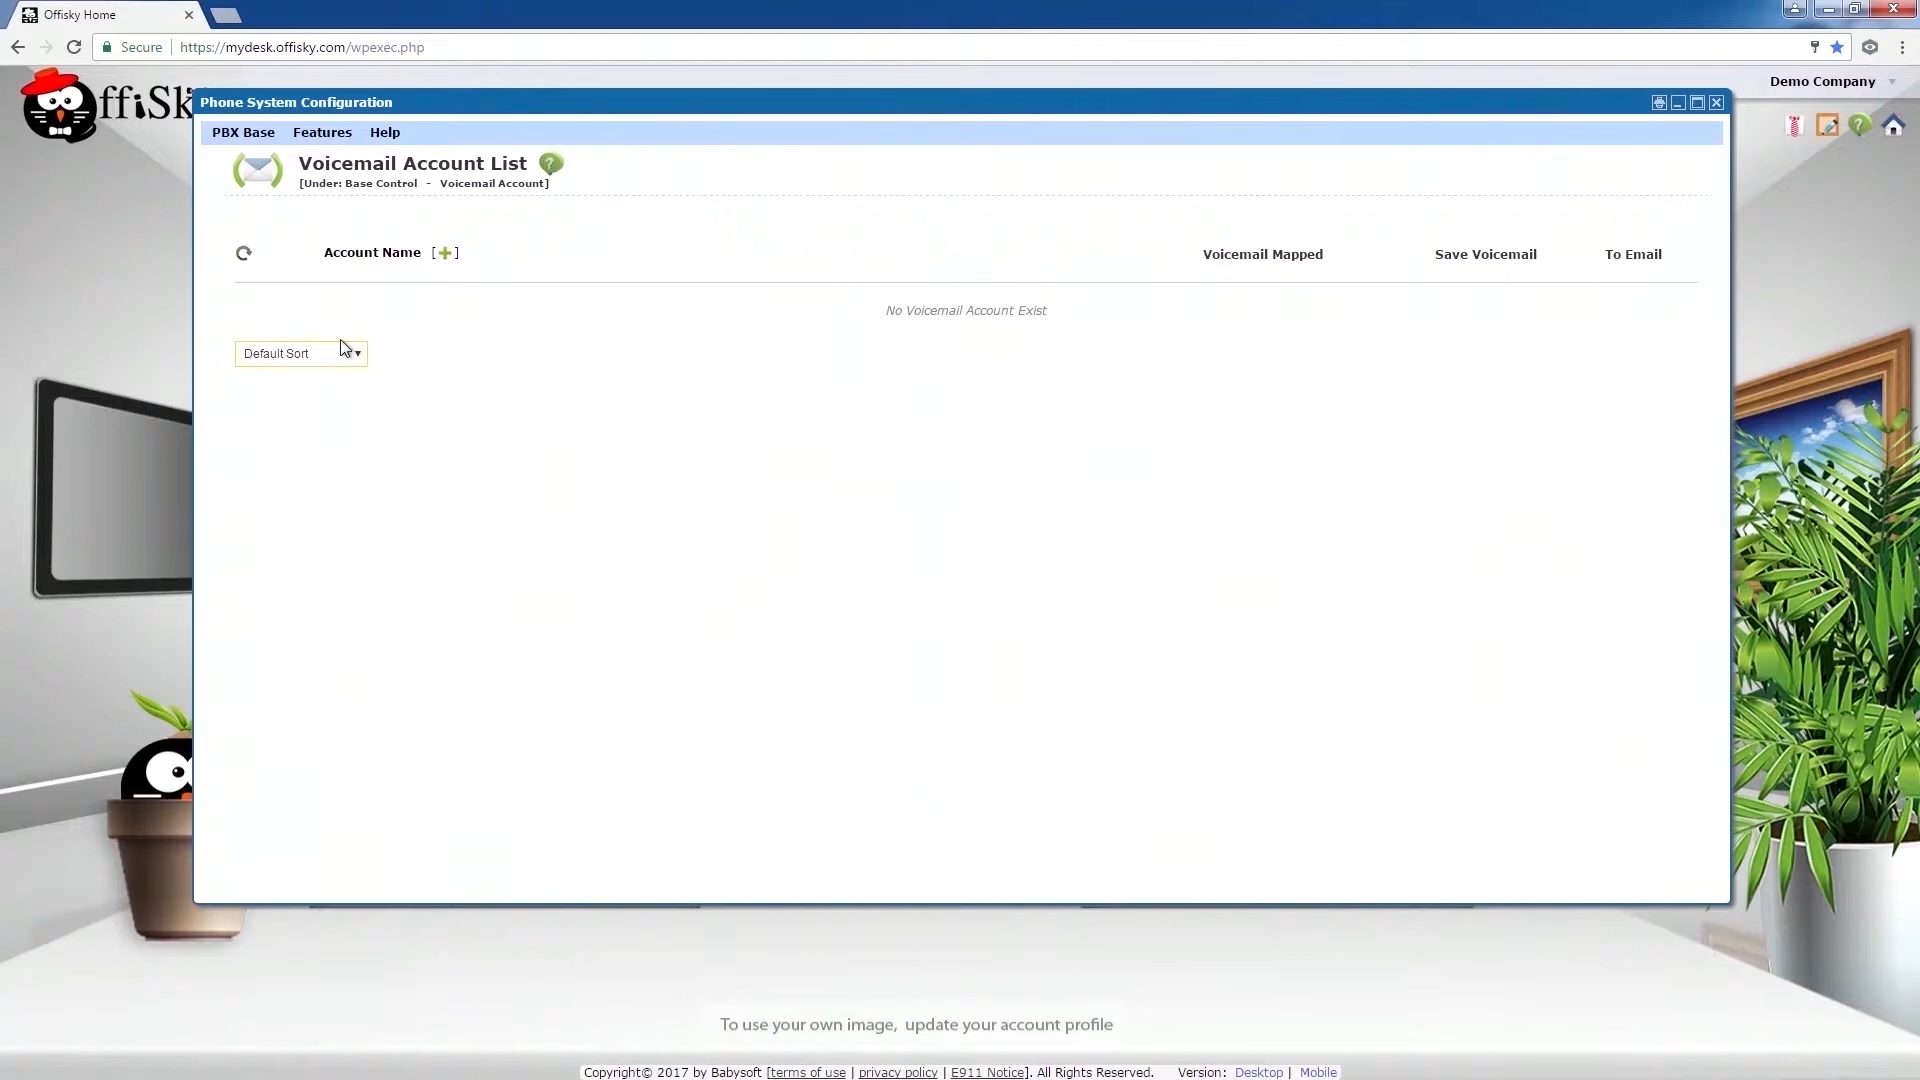 Offisky Home
Secure | https://mydesk.offisky.com/wpexec.php
Demo Company
ffiSk
Phone System Configuration
PBX Base Features Help
Voicemail Account List
[Under: Base Control - Voicemail Account]
Account Name [+] Voicemail Mapped Save Voicemail To Email
No Voicemail Account Exist
Default Sort
To use your own image, update your account profile
Copyright© 2017 by Babysoft [terms of use | privacy policy | E911 Notice]. All Rights Reserved. Version: Desktop | Mobile